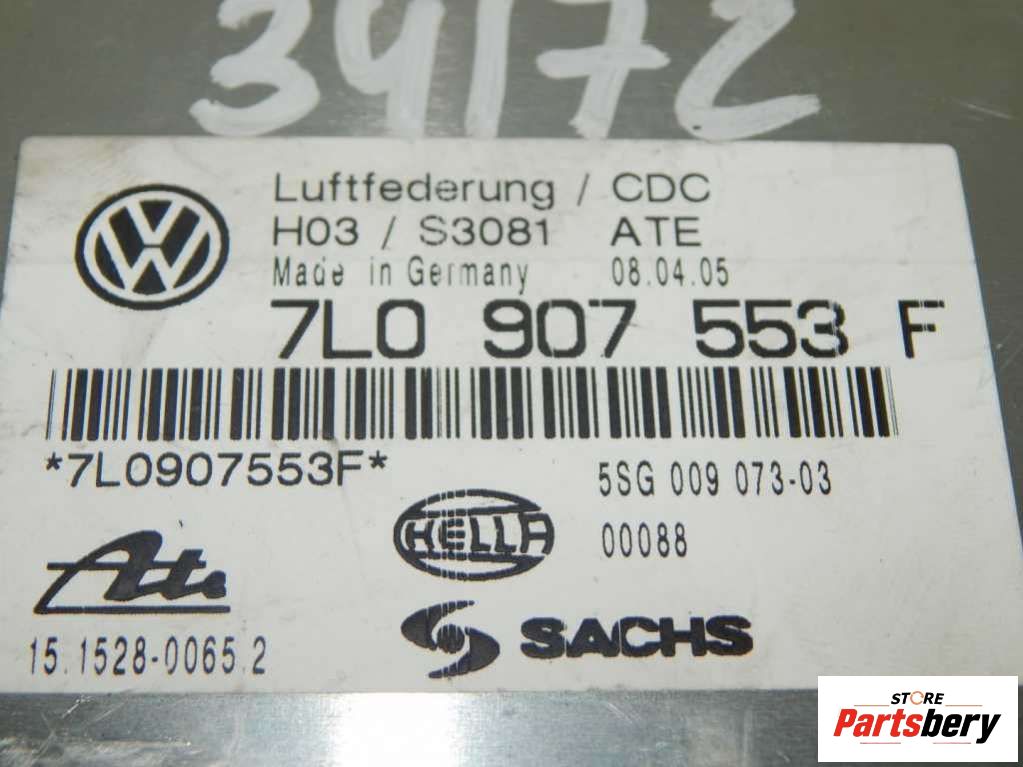 34172
Luftfederung / CDC
H03 / S3081 ATE
Made in Germany 08.04.05
7L0 907 553 F
*7L0907553F*
5SG 009 073-03
HELLA
00088
Ate
15.1528-0065.2
SACHS
STORE
Partsbery